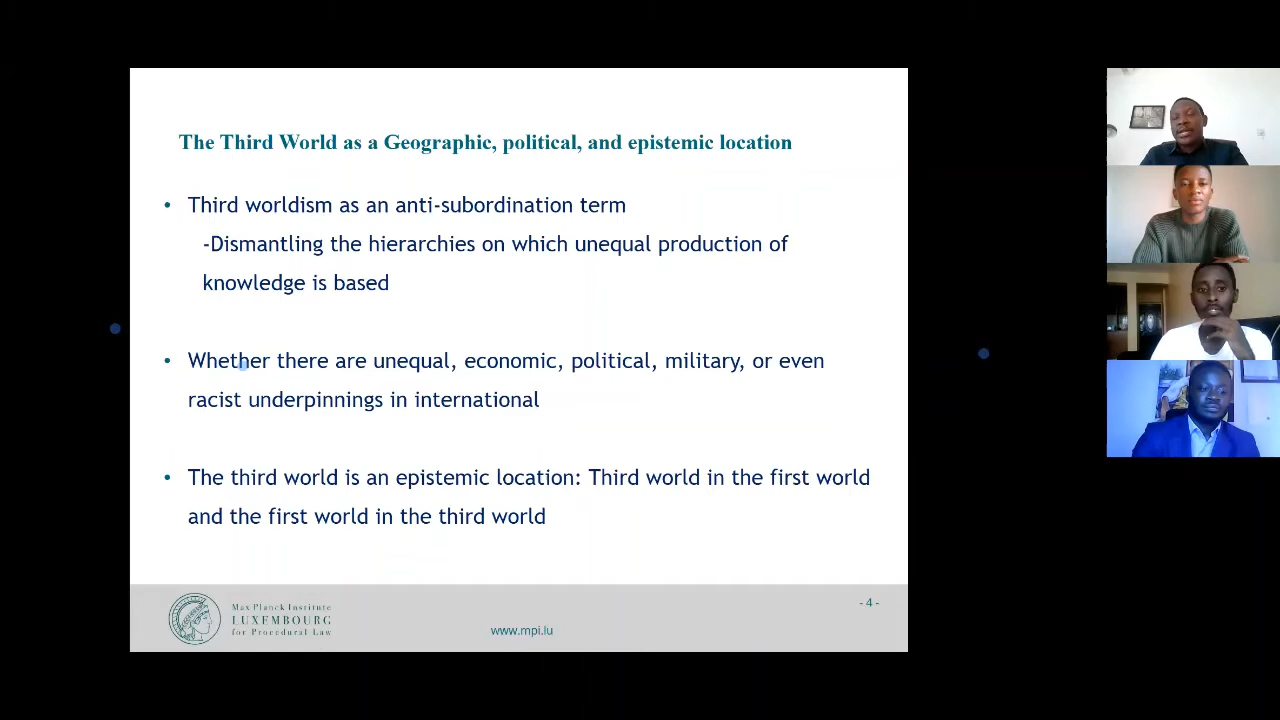 The Third World as a Geographic, political, and epistemic location
• Third worldism as an anti-subordination term
-Dismantling the hierarchies on which unequal production of
knowledge is based
• Whether there are unequal, economic, political, military, or even
racist underpinnings in international
• The third world is an epistemic location: Third world in the first world
and the first world in the third world
Max Planck Institute
LUXEMBOURG
for Procedural Law
www.mpi.lu
- 4 -